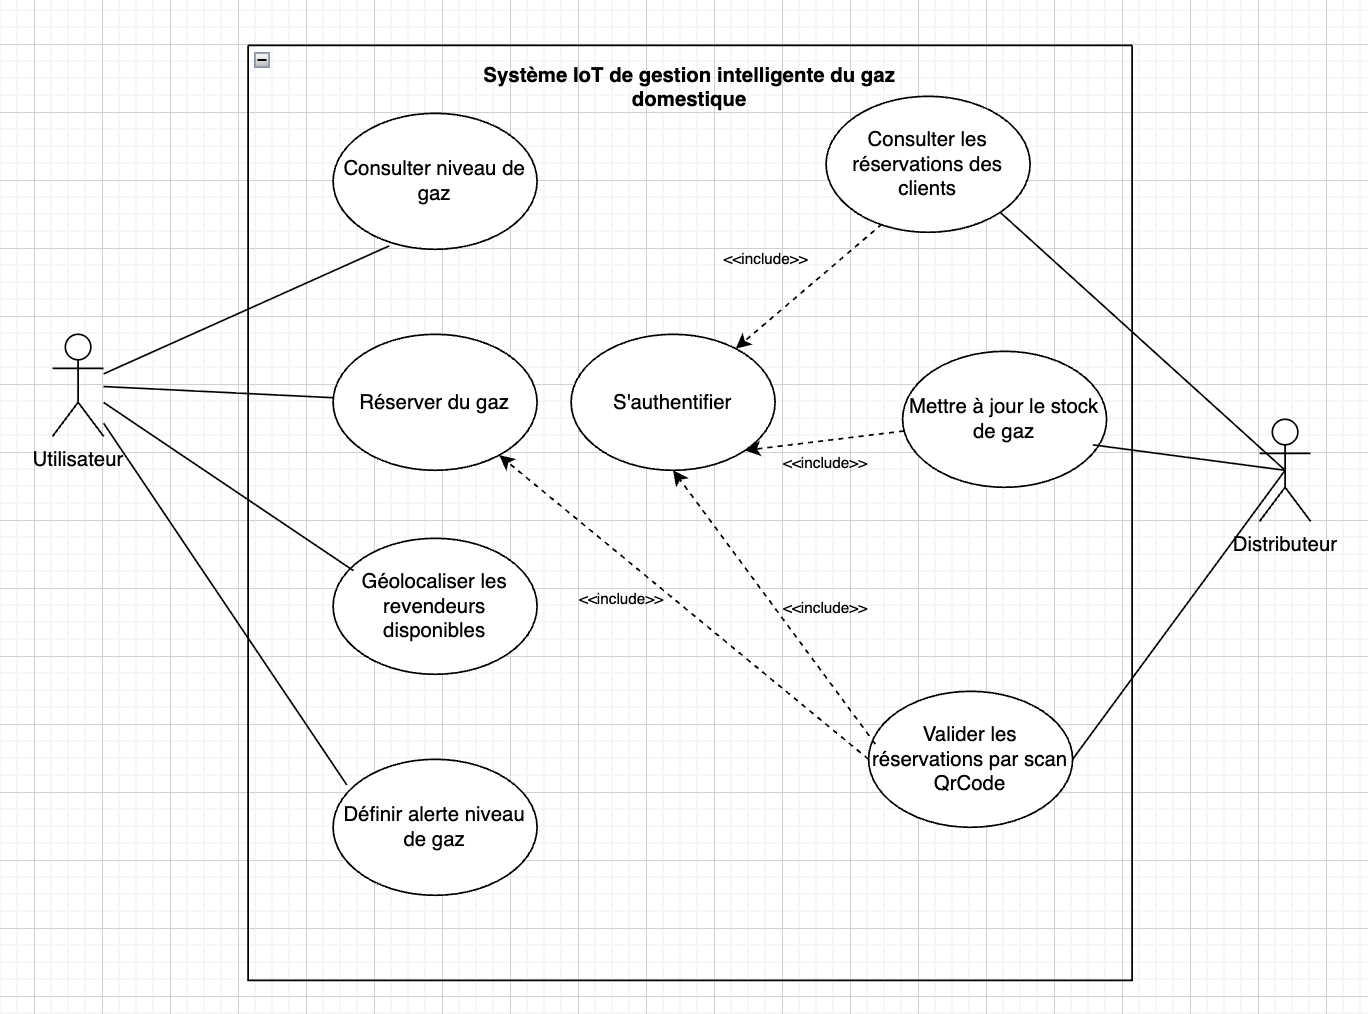 Système IoT de gestion intelligente du gaz
domestique
Consulter niveau de
gaz
Consulter les
réservations des
clients
<<include>>
Réserver du gaz
S'authentifier
Mettre à jour le stock
de gaz
<<include>>
Utilisateur
Distributeur
Géolocaliser les
revendeurs
disponibles
<<include>>
<<include>>
Valider les
réservations par scan
QrCode
Définir alerte niveau
de gaz